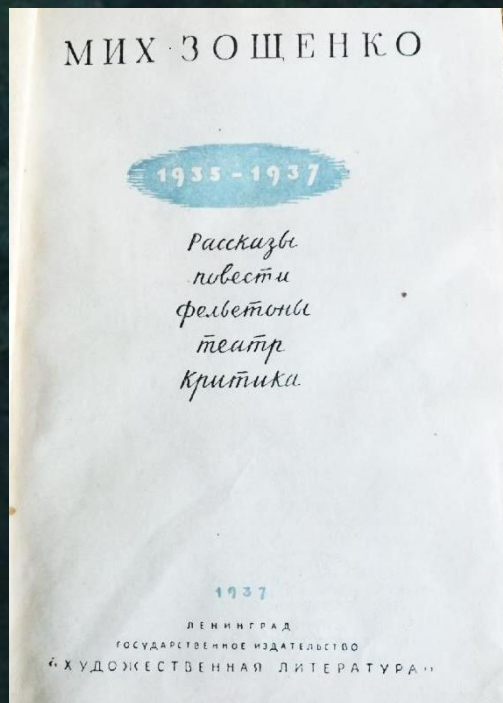 МИХ · ЗОЩЕНКО
1935 - 1937
Рассказы
повести
фельетоны
театр
Критика
1937
ЛЕНИНГРАД
ГОСУДАРСТВЕННОЕ ИЗДАТЕЛЬСТВО
"ХУДОЖЕСТВЕННАЯ ЛИТЕРАТУРА"